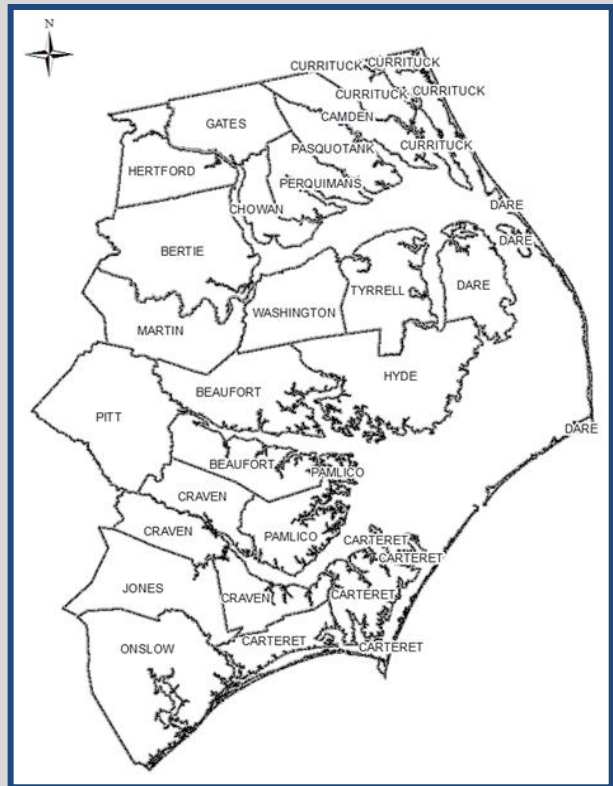 N
CURRITUCK
CURRITUCK
CURRITUCK
CURRITUCK
GATES
CAMDEN
PASQUOTANK
CURRITUCK
HERTFORD
PERQUIMANS
CHOWAN
DARE
DARE
BERTIE
TYRRELL
DARE
WASHINGTON
MARTIN
HYDE
BEAUFORT
PITT
DARE
BEAUFORT
PAMLICO
CRAVEN
CRAVEN
PAMLICO
CARTERET
CARTERET
JONES
CRAVEN
CARTERET
CARTERET
ONSLOW
CARTERET